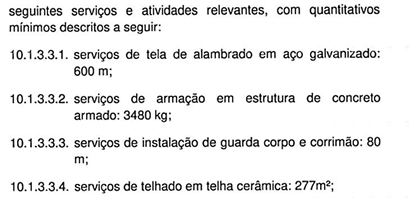 seguintes serviços e atividades relevantes, com quantitativos
mínimos descritos a seguir:
10.1.3.3.1. serviços de tela de alambrado em aço galvanizado:
600 m;
10.1.3.3.2. serviços de armação em estrutura de concreto
armado: 3480 kg;
10.1.3.3.3. serviços de instalação de guarda corpo e corrimão: 80
m;
10.1.3.3.4. serviços de telhado em telha cerâmica: 277m²;